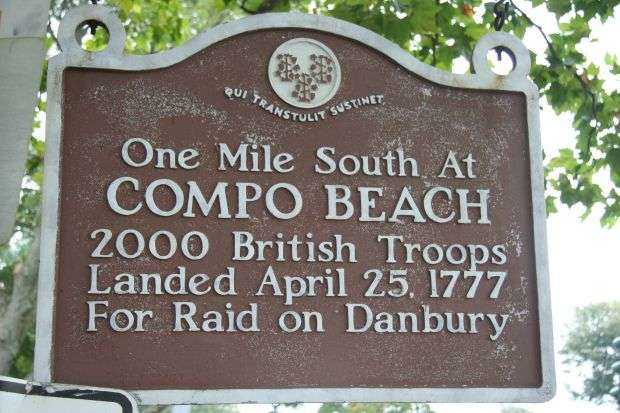 QUI TRANSTULIT SUSTINET
One Mile South At
COMPO BEACH
2000 British Troops
Landed April 25, 1777
For Raid on Danbury